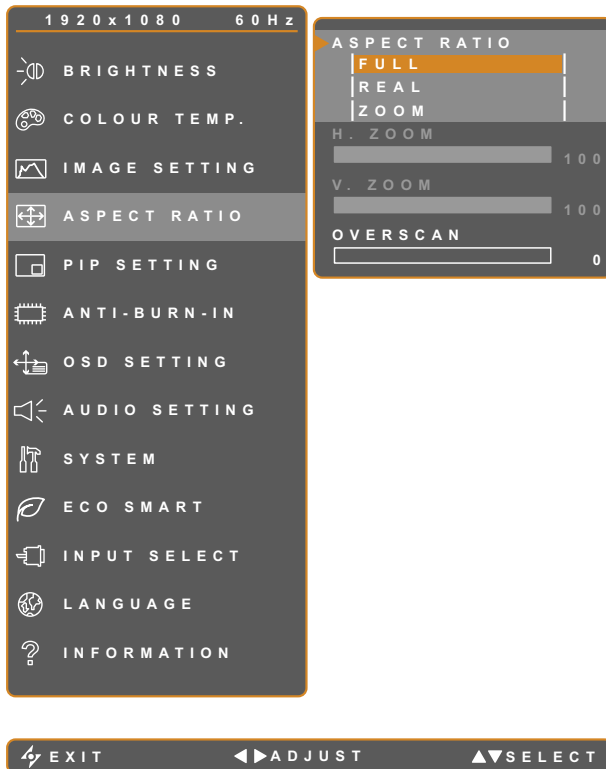 1920x1080 60Hz
BRIGHTNESS
COLOUR TEMP.
IMAGE SETTING
ASPECT RATIO
PIP SETTING
ANTI-BURN-IN
OSD SETTING
AUDIO SETTING
SYSTEM
ECO SMART
INPUT SELECT
LANGUAGE
INFORMATION
ASPECT RATIO
FULL
REAL
ZOOM
H. ZOOM
100
V. ZOOM
100
OVERSCAN
0
EXIT ADJUST SELECT